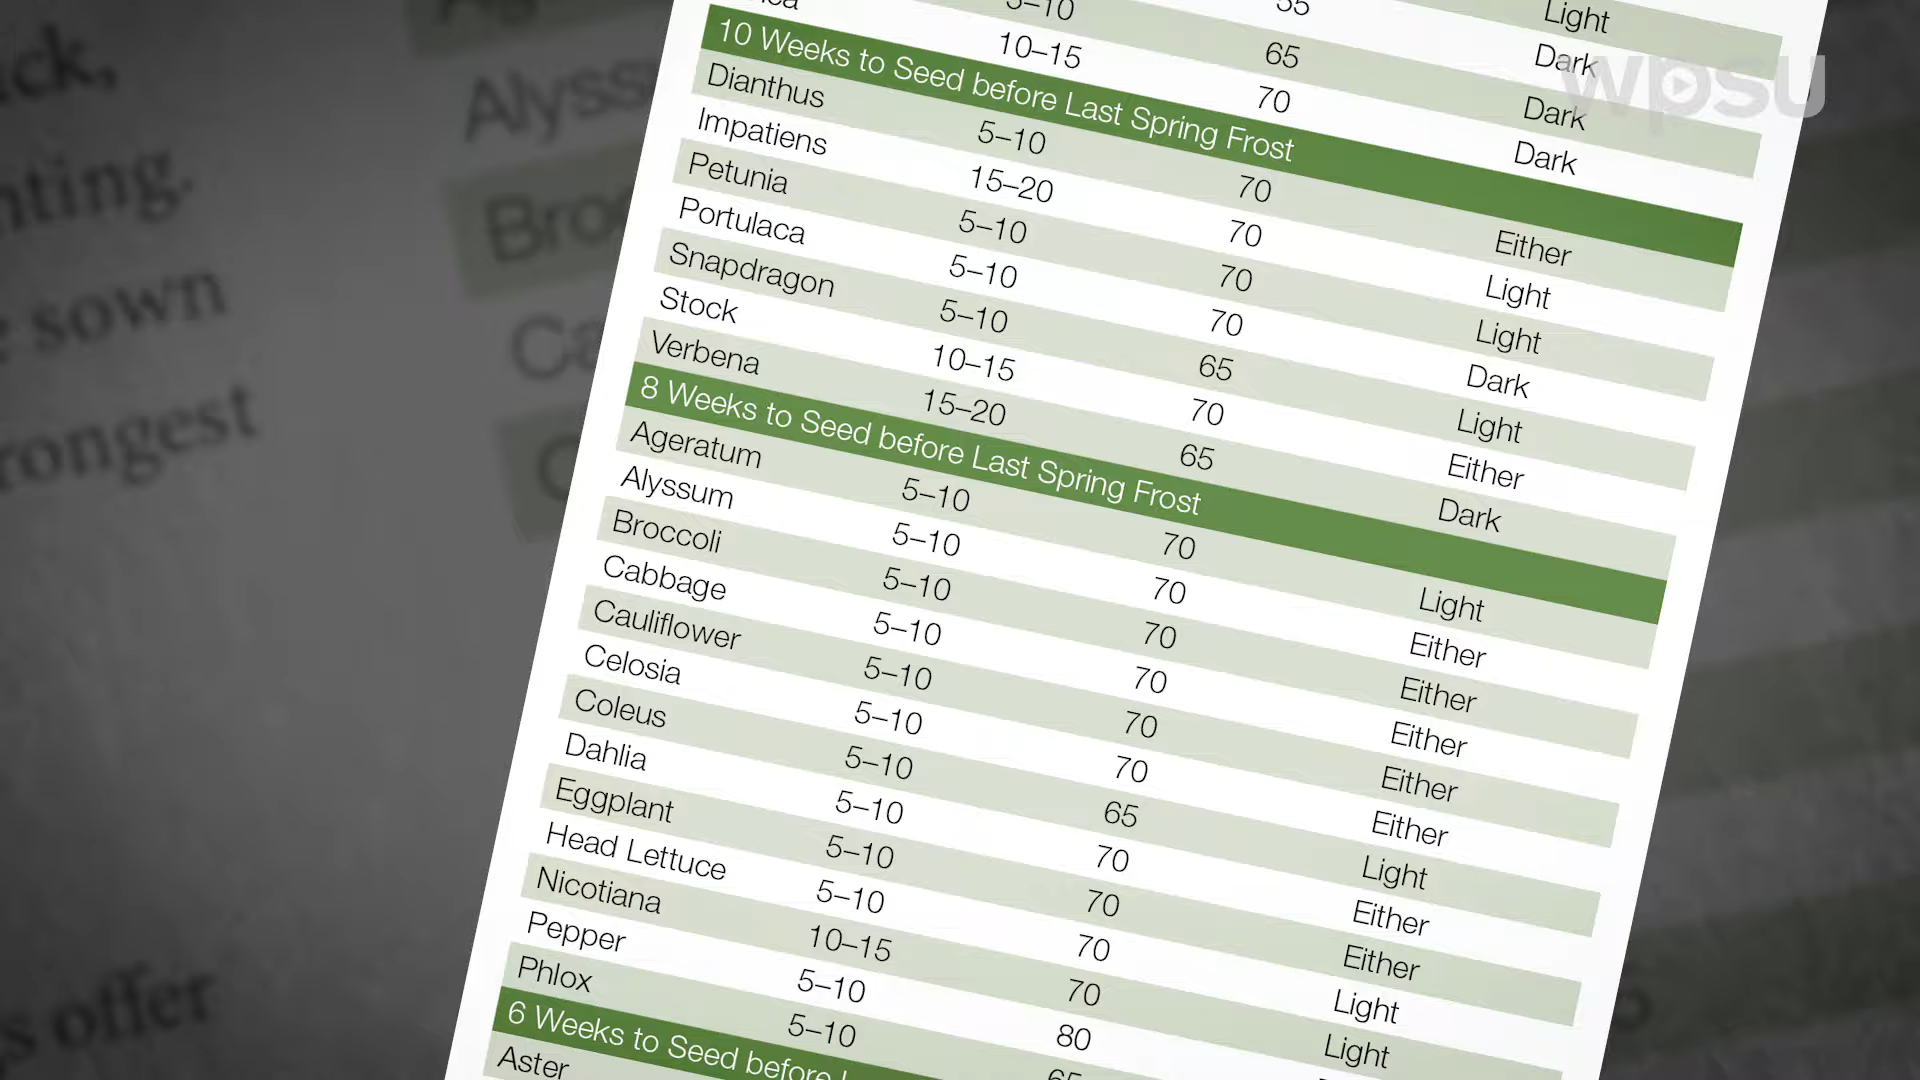 Light
55 Dark
5–10 65 Dark
10–15 70 Dark
10 Weeks to Seed before Last Spring Frost
Dianthus 5–10 70 Either
Impatiens 15–20 70 Light
Petunia 5–10 70 Light
Portulaca 5–10 70 Dark
Snapdragon 5–10 65 Light
Stock 10–15 70 Either
Verbena 15–20 65 Dark
8 Weeks to Seed before Last Spring Frost
Ageratum 5–10 70 Light
Alyssum 5–10 70 Either
Broccoli 5–10 70 Either
Cabbage 5–10 70 Either
Cauliflower 5–10 70 Either
Celosia 5–10 70 Either
Coleus 5–10 65 Light
Dahlia 5–10 70 Either
Eggplant 5–10 70 Either
Head Lettuce 5–10 70 Light
Nicotiana 10–15 70 Light
Pepper 5–10 80
Phlox 5–10 65
6 Weeks to Seed before
Aster
wpsu
sown
offer